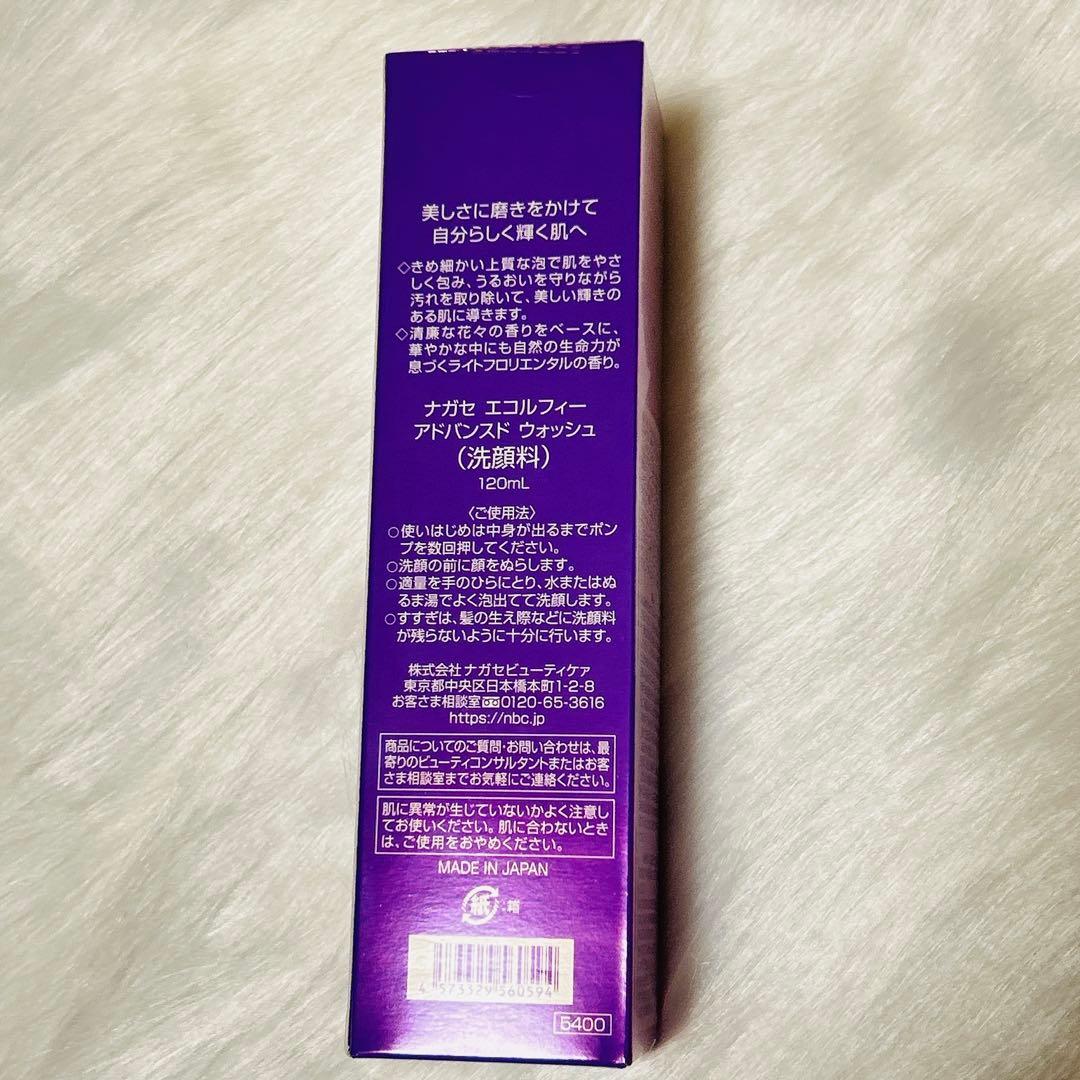 美しさに磨きをかけて
自分らしく輝く肌へ
◇きめ細かい上質な泡で肌をやさ
しく包み、うるおいを守りながら
汚れを取り除いて、美しい輝きの
ある肌に導きます。
◇清廉な花々の香りをベースに、
華やかな中にも自然の生命力が
息づくライトフロリエンタルの香り。
ナガセ エコルフィー
アドバンスド ウォッシュ
(洗顔料)
120mL
〈ご使用法〉
○使いはじめは中身が出るまでポン
プを数回押してください。
○洗顔の前に顔をぬらします。
○適量を手のひらにとり、水またはぬ
るま湯でよく泡出てて洗顔します。
○すすぎは、髪の生え際などに洗顔料
が残らないように十分に行います。
株式会社ナガセビューティケァ
東京都中央区日本橋本町1-2-8
お客さま相談室 0120-65-3616
https://nbc.jp
商品についてのご質問・お問い合わせは、最
寄りのビューティコンサルタントまたはお客
さま相談室までお気軽にご連絡ください。
肌に異常が生じていないかよく注意し
てお使いください。肌に合わないとき
は、ご使用をおやめください。
MADE IN JAPAN
紙 :箱
4 573329 560594
5400